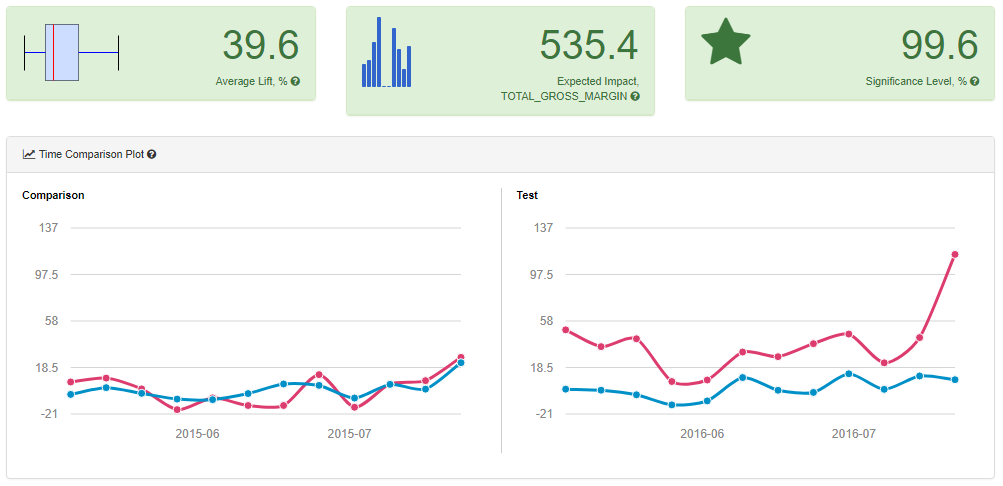 39.6
Average Lift, %
535.4
Expected Impact,
TOTAL_GROSS_MARGIN
99.6
Significance Level, %
Time Comparison Plot
Comparison
137
97.5
58
18.5
-21
2015-06
2015-07
Test
137
97.5
58
18.5
-21
2016-06
2016-07